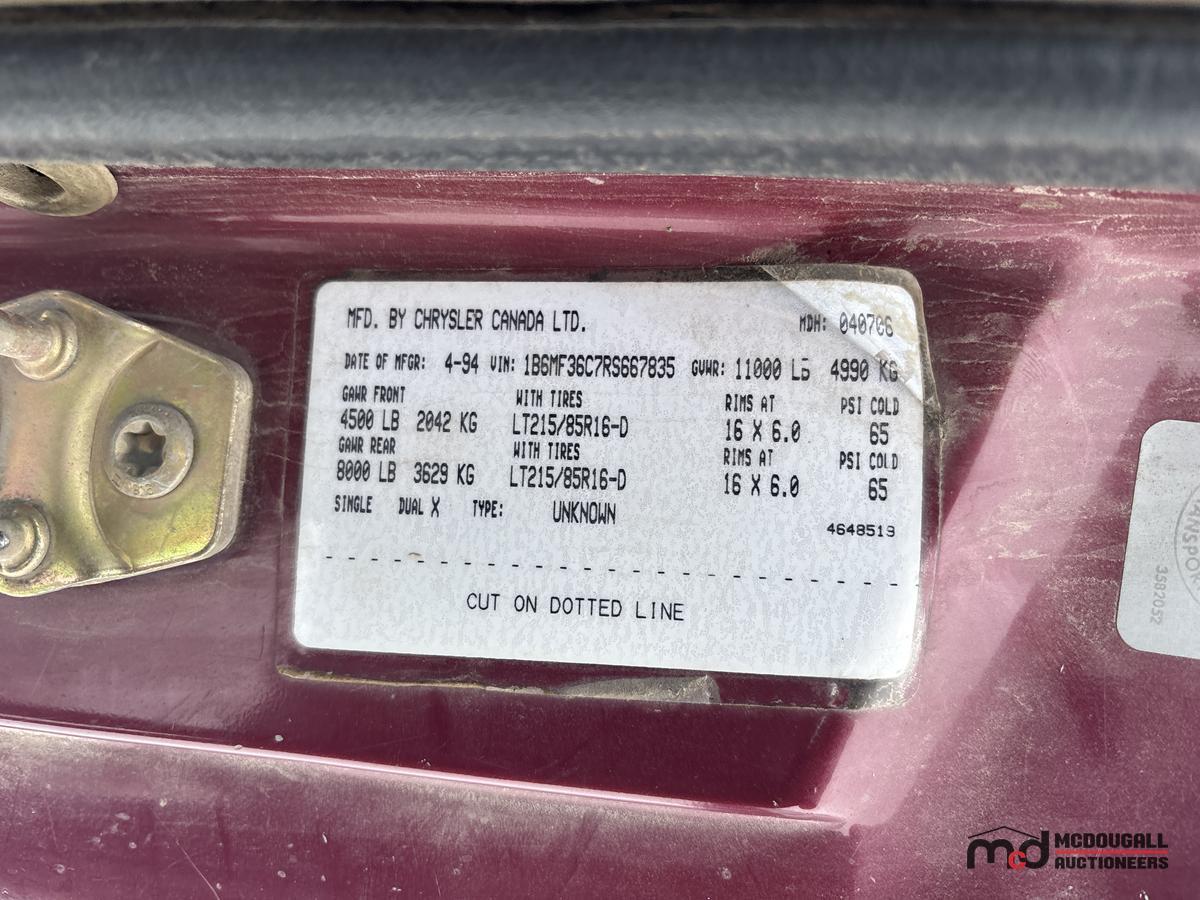 MFD. BY CHRYSLER CANADA LTD. MDH: 040706
DATE OF MFGR: 4-94 VIN: 1B6MF36C7RS667835 GVWR: 11000 LB 4990 KG
GAWR FRONT WITH TIRES RIMS AT PSI COLD
4500 LB 2042 KG LT215/85R16-D 16 X 6.0 65
GAWR REAR WITH TIRES RIMS AT PSI COLD
8000 LB 3629 KG LT215/85R16-D 16 X 6.0 65
SINGLE DUAL X TYPE: UNKNOWN
4648513
CUT ON DOTTED LINE
3582052
mcd MCDOUGALL
AUCTIONEERS